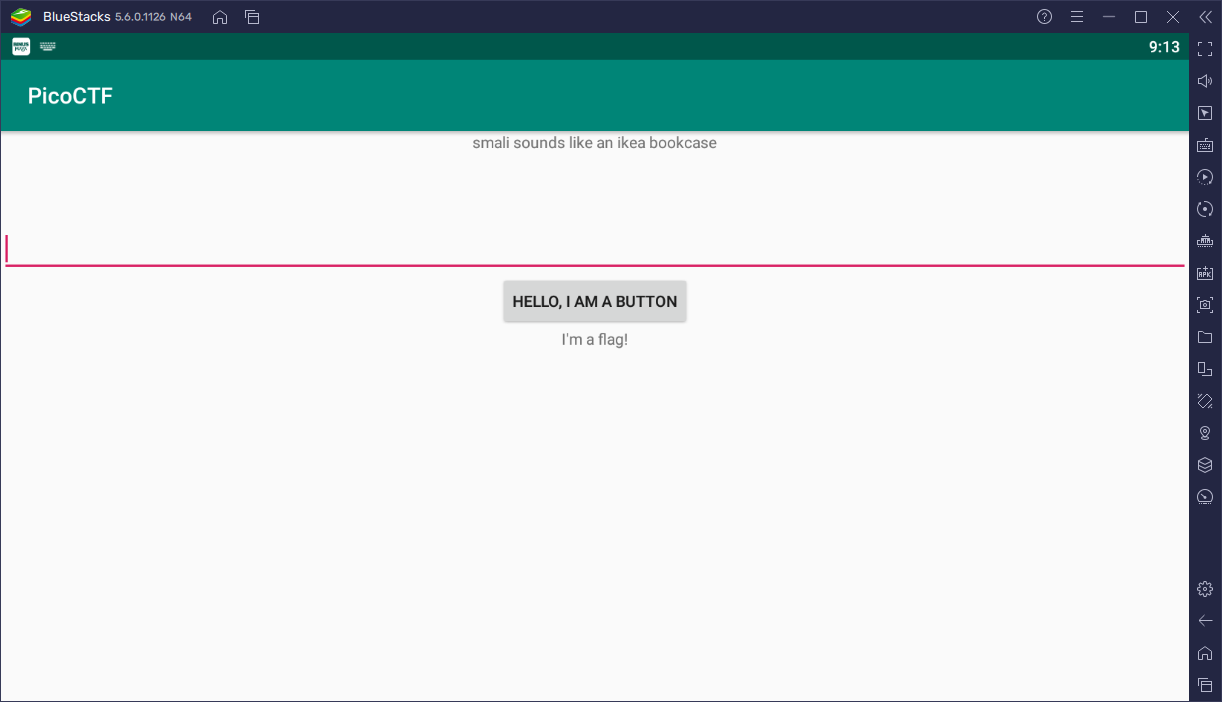 BlueStacks 5.6.0.1126 N64
9:13
PicoCTF
smali sounds like an ikea bookcase
HELLO, I AM A BUTTON
I'm a flag!